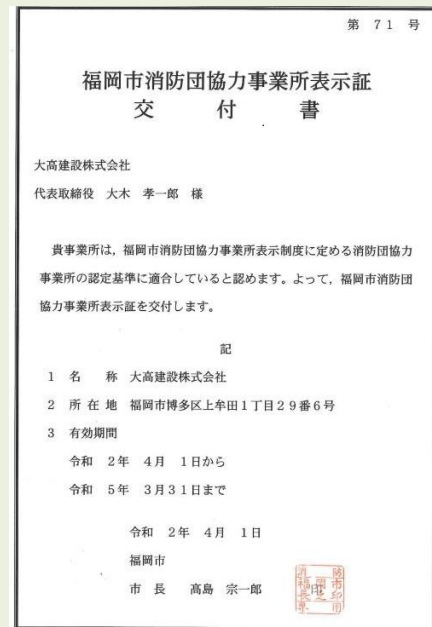 第 71 号
福岡市消防団協力事業所表示証
交 付 書
大高建設株式会社
代表取締役 大木 孝一郎 様
貴事業所は，福岡市消防団協力事業所表示制度に定める消防団協力
事業所の認定基準に適合していると認めます。よって，福岡市消防団
協力事業所表示証を交付します。
記
1 名 称 大高建設株式会社
2 所 在 地 福岡市博多区上牟田１丁目２９番６号
3 有効期間
令和 2年 4月 1日から
令和 5年 3月31日まで
令和 2年 4月 1日
福岡市
市 長 高島 宗一郎 印